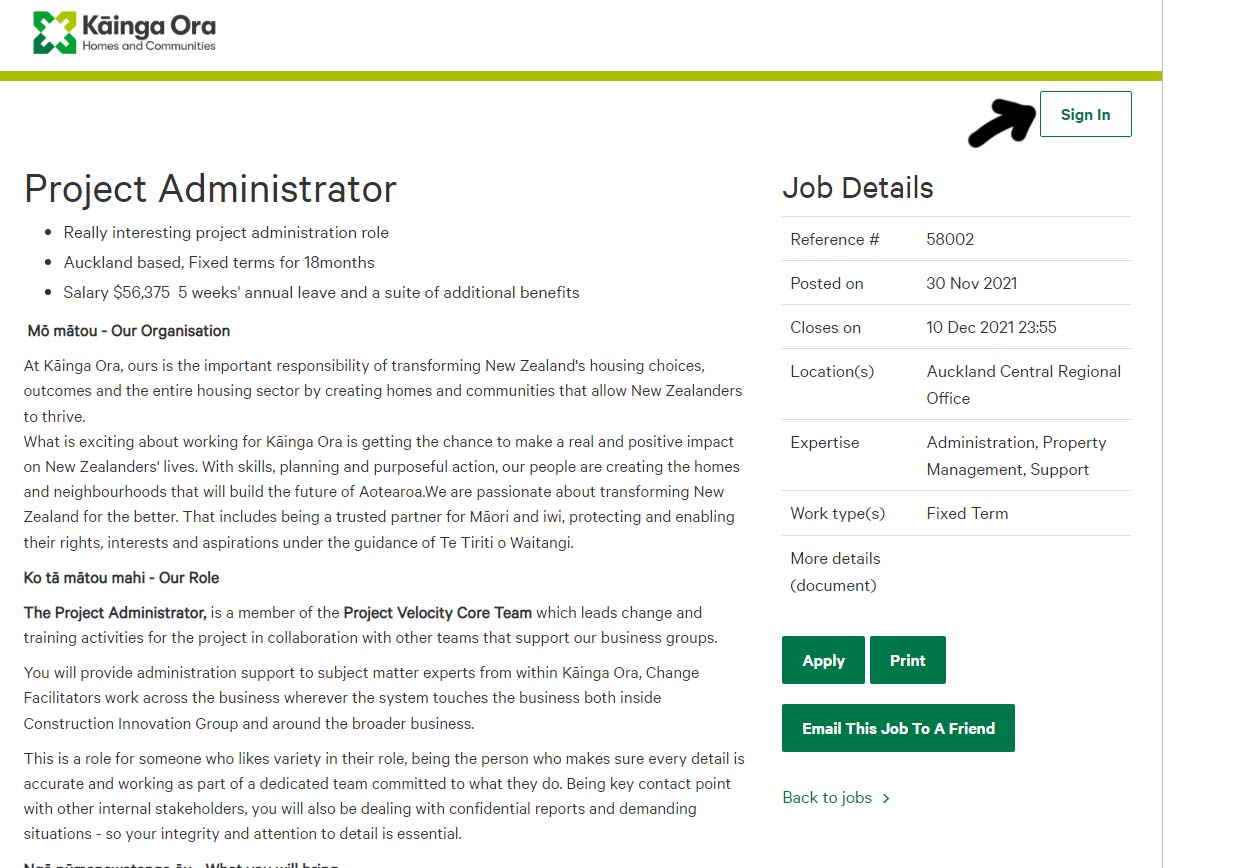 Kāinga Ora
Homes and Communities
Sign In
Project Administrator
Really interesting project administration role
Auckland based, Fixed terms for 18months
Salary $56,375  5 weeks' annual leave and a suite of additional benefits
Mō mātou - Our Organisation
At Kāinga Ora, ours is the important responsibility of transforming New Zealand's housing choices,
outcomes and the entire housing sector by creating homes and communities that allow New Zealanders
to thrive.
What is exciting about working for Kāinga Ora is getting the chance to make a real and positive impact
on New Zealanders' lives. With skills, planning and purposeful action, our people are creating the homes
and neighbourhoods that will build the future of Aotearoa.We are passionate about transforming New
Zealand for the better. That includes being a trusted partner for Māori and iwi, protecting and enabling
their rights, interests and aspirations under the guidance of Te Tiriti o Waitangi.
Ko tā mātou mahi - Our Role
The Project Administrator, is a member of the Project Velocity Core Team which leads change and
training activities for the project in collaboration with other teams that support our business groups.
You will provide administration support to subject matter experts from within Kāinga Ora, Change
Facilitators work across the business wherever the system touches the business both inside
Construction Innovation Group and around the broader business.
This is a role for someone who likes variety in their role, being the person who makes sure every detail is
accurate and working as part of a dedicated team committed to what they do. Being key contact point
with other internal stakeholders, you will also be dealing with confidential reports and demanding
situations - so your integrity and attention to detail is essential.
Job Details
Reference # 58002
Posted on 30 Nov 2021
Closes on 10 Dec 2021 23:55
Location(s) Auckland Central Regional
Office
Expertise Administration, Property
Management, Support
Work type(s) Fixed Term
More details
(document)
Apply Print
Email This Job To A Friend
Back to jobs